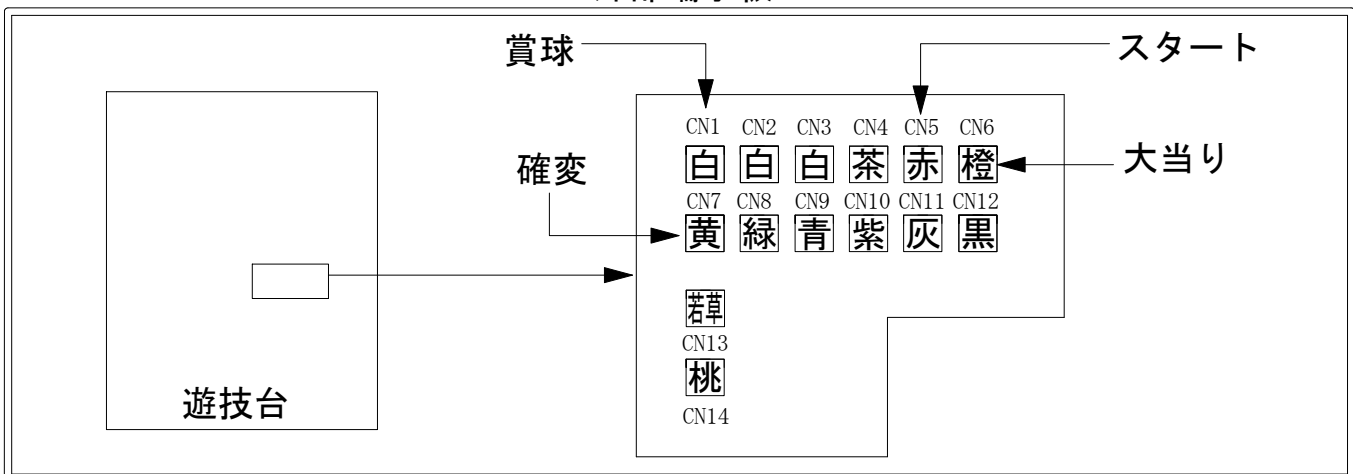 賞球
スタート
CN1 CN2 CN3 CN4 CN5 CN6
白 白 白 茶 赤 橙
大当り
確変
CN7 CN8 CN9 CN10 CN11 CN12
黄 緑 青 紫 灰 黒
若草
CN13
桃
CN14
遊技台